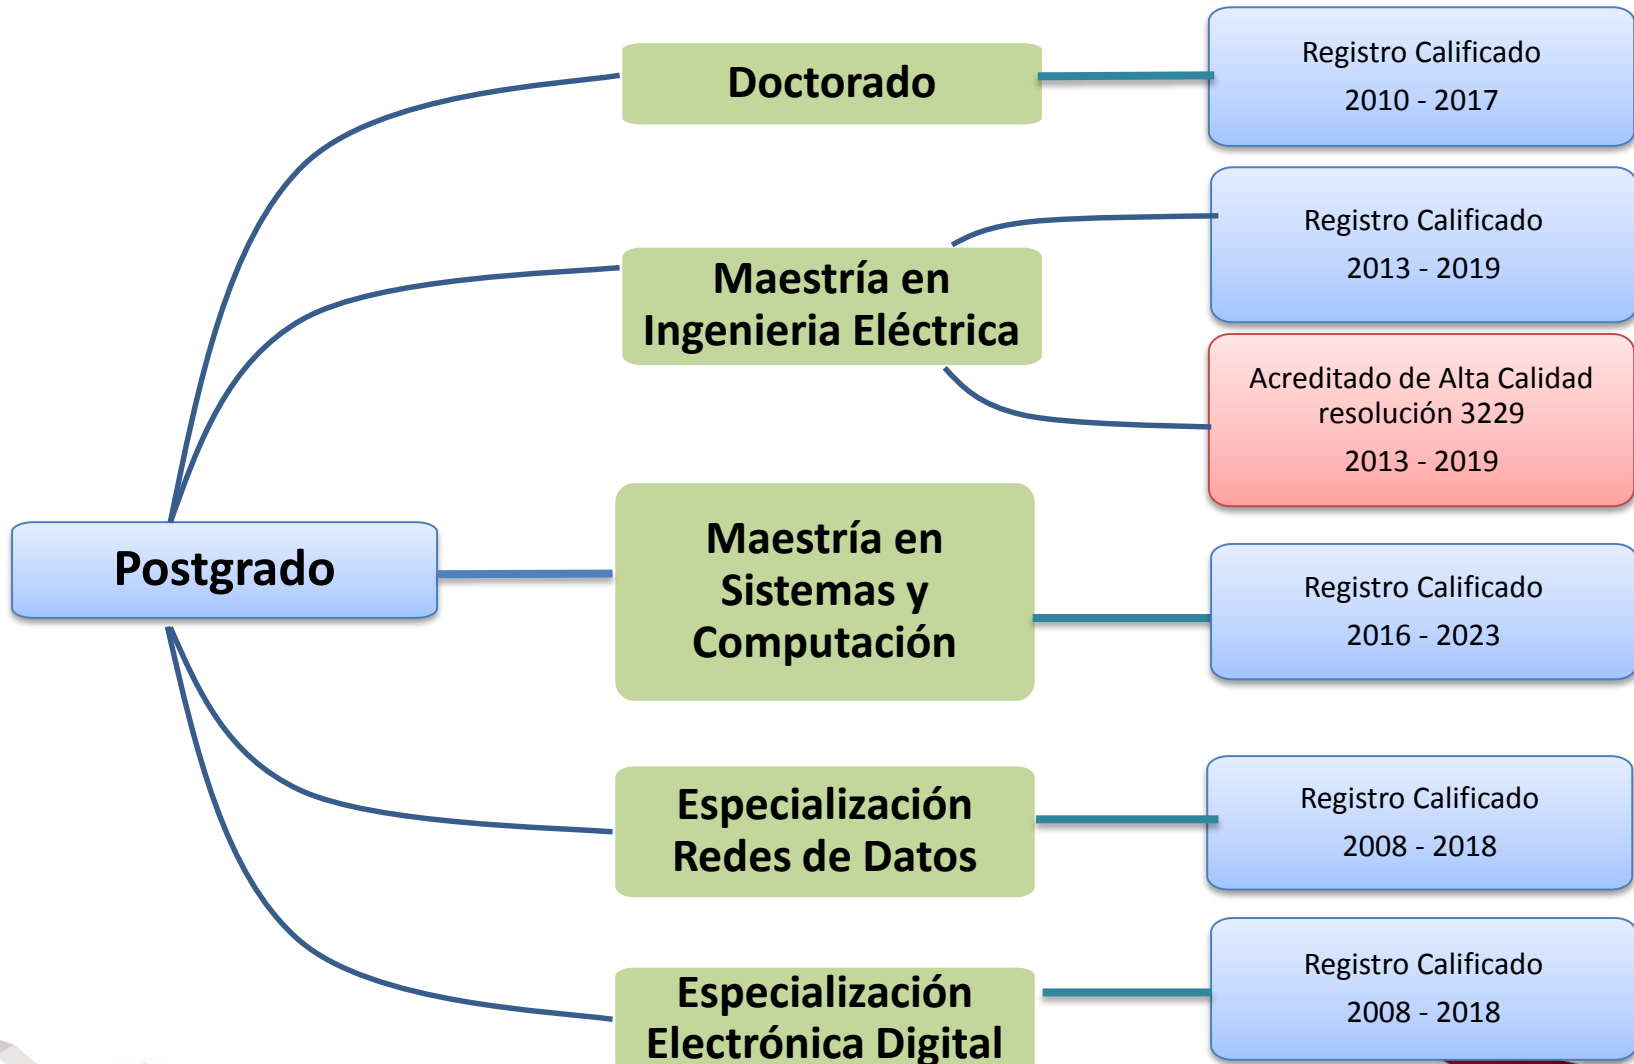 Postgrado
Doctorado
Registro Calificado
2010 - 2017
Maestría en
Ingenieria Eléctrica
Registro Calificado
2013 - 2019
Acreditado de Alta Calidad
resolución 3229
2013 - 2019
Maestría en
Sistemas y
Computación
Registro Calificado
2016 - 2023
Especialización
Redes de Datos
Registro Calificado
2008 - 2018
Especialización
Electrónica Digital
Registro Calificado
2008 - 2018